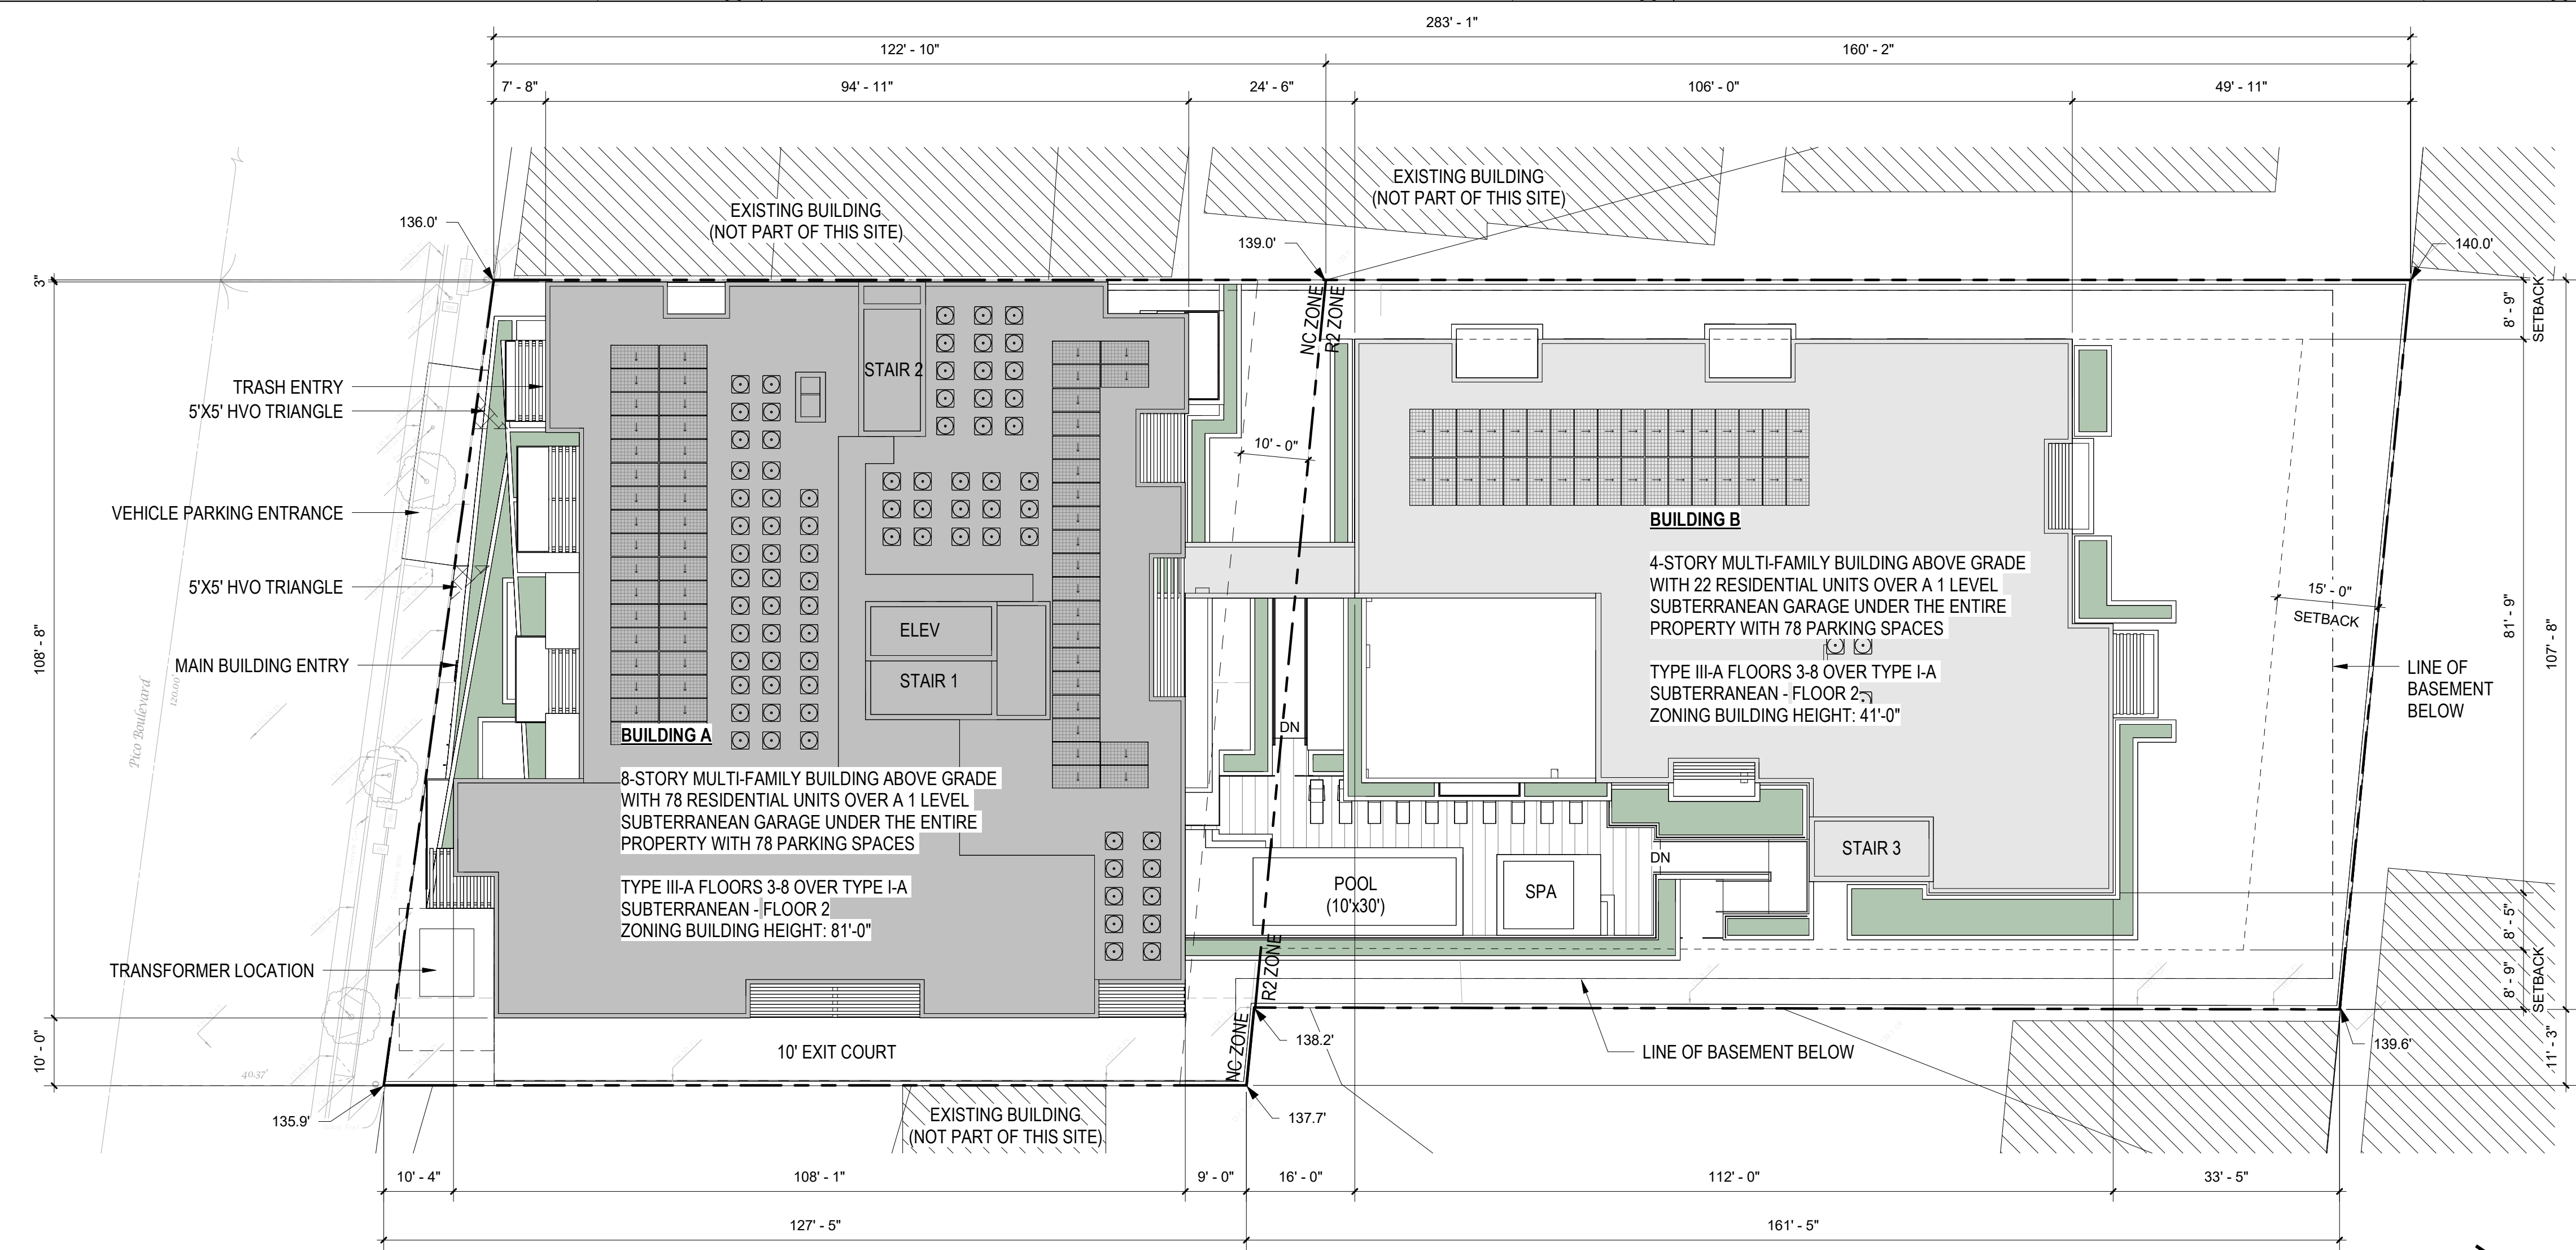 283' - 1"
122' - 10"
160' - 2"
7' - 8"
94' - 11"
24' - 6"
106' - 0"
49' - 11"
EXISTING BUILDING
(NOT PART OF THIS SITE)
EXISTING BUILDING
(NOT PART OF THIS SITE)
136.0'
139.0'
140.0'
3"
8' - 9"
SETBACK
NC ZONE
R2 ZONE
STAIR 2
TRASH ENTRY
5'X5' HVO TRIANGLE
10' - 0"
VEHICLE PARKING ENTRANCE
BUILDING B
4-STORY MULTI-FAMILY BUILDING ABOVE GRADE
WITH 22 RESIDENTIAL UNITS OVER A 1 LEVEL
SUBTERRANEAN GARAGE UNDER THE ENTIRE
PROPERTY WITH 78 PARKING SPACES
TYPE III-A FLOORS 3-8 OVER TYPE I-A
SUBTERRANEAN - FLOOR 2
ZONING BUILDING HEIGHT: 41'-0"
5'X5' HVO TRIANGLE
15' - 0"
SETBACK
ELEV
STAIR 1
108' - 8"
81' - 9"
107' - 8"
MAIN BUILDING ENTRY
LINE OF
BASEMENT
BELOW
Pico Boulevard
120.00'
DN
BUILDING A
8-STORY MULTI-FAMILY BUILDING ABOVE GRADE
WITH 78 RESIDENTIAL UNITS OVER A 1 LEVEL
SUBTERRANEAN GARAGE UNDER THE ENTIRE
PROPERTY WITH 78 PARKING SPACES
TYPE III-A FLOORS 3-8 OVER TYPE I-A
SUBTERRANEAN - FLOOR 2
ZONING BUILDING HEIGHT: 81'-0"
DN
STAIR 3
POOL
(10'x30')
SPA
8' - 5"
TRANSFORMER LOCATION
R2 ZONE
8' - 9"
SETBACK
10' - 0"
10' EXIT COURT
NC ZONE
138.2'
LINE OF BASEMENT BELOW
139.6'
11' - 3"
40.37'
135.9'
EXISTING BUILDING
(NOT PART OF THIS SITE)
137.7'
10' - 4"
108' - 1"
9' - 0"
16' - 0"
112' - 0"
33' - 5"
127' - 5"
161' - 5"